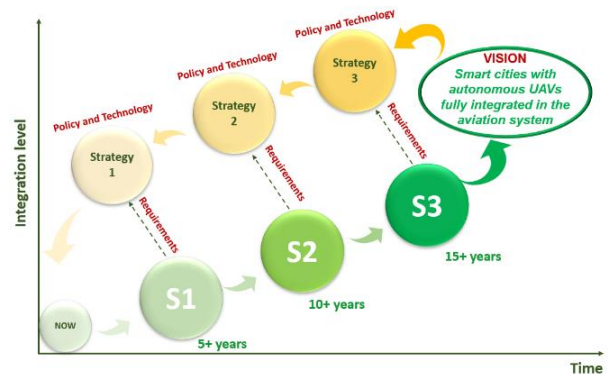 Policy and Technology
Strategy
3
VISION
Smart cities with
autonomous UAVs
fully integrated in the
aviation system
Policy and Technology
Strategy
2
Policy and Technology
Strategy
1
Requirements
Requirements
Requirements
S3
15+ years
S2
10+ years
S1
5+ years
NOW
Integration level
Time